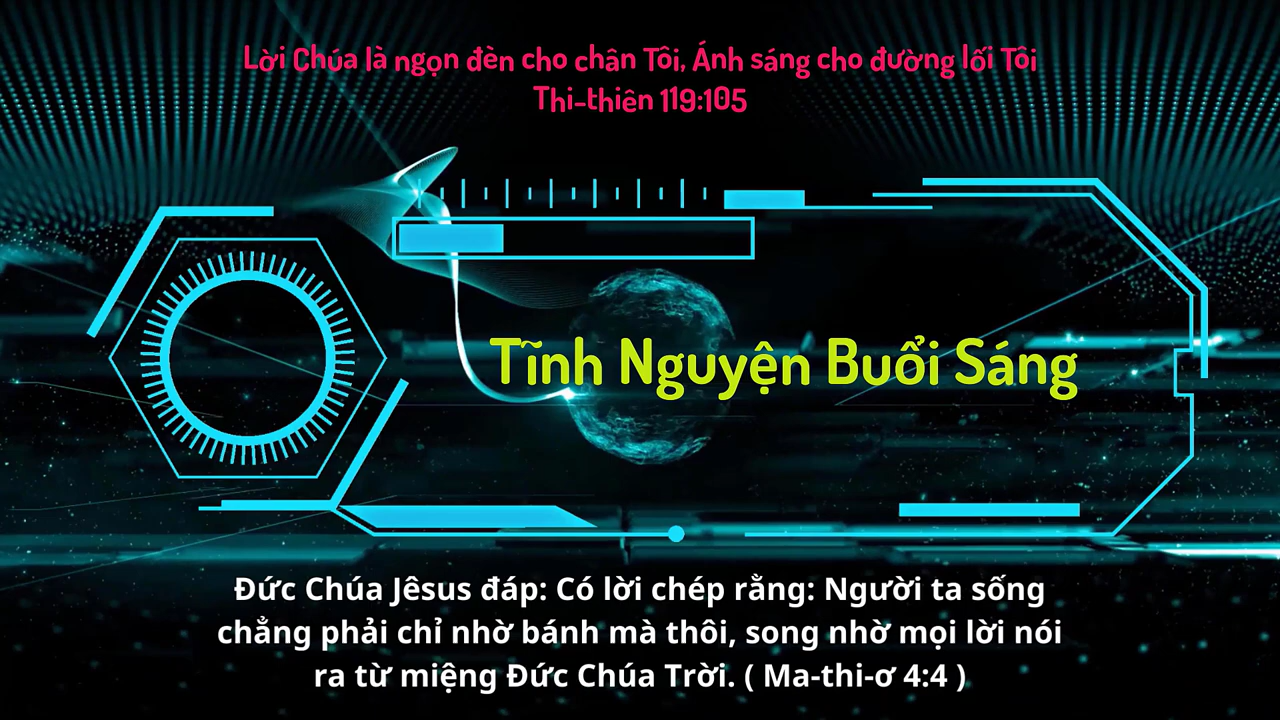 Lời Chúa là ngọn đèn cho chân Tôi, Ánh sáng cho đường lối Tôi
Thi-thiên 119:105
Tĩnh Nguyện Buổi Sáng
Đức Chúa Jêsus đáp: Có lời chép rằng: Người ta sống
chẳng phải chỉ nhờ bánh mà thôi, song nhờ mọi lời nói
ra từ miệng Đức Chúa Trời. ( Ma-thi-ơ 4:4 )